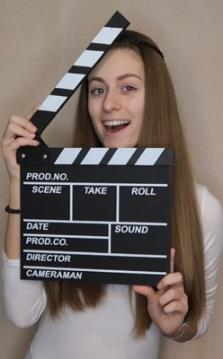 PROD.NO.
SCENE TAKE ROLL
DATE SOUND
PROD.CO.
DIRECTOR
CAMERAMAN